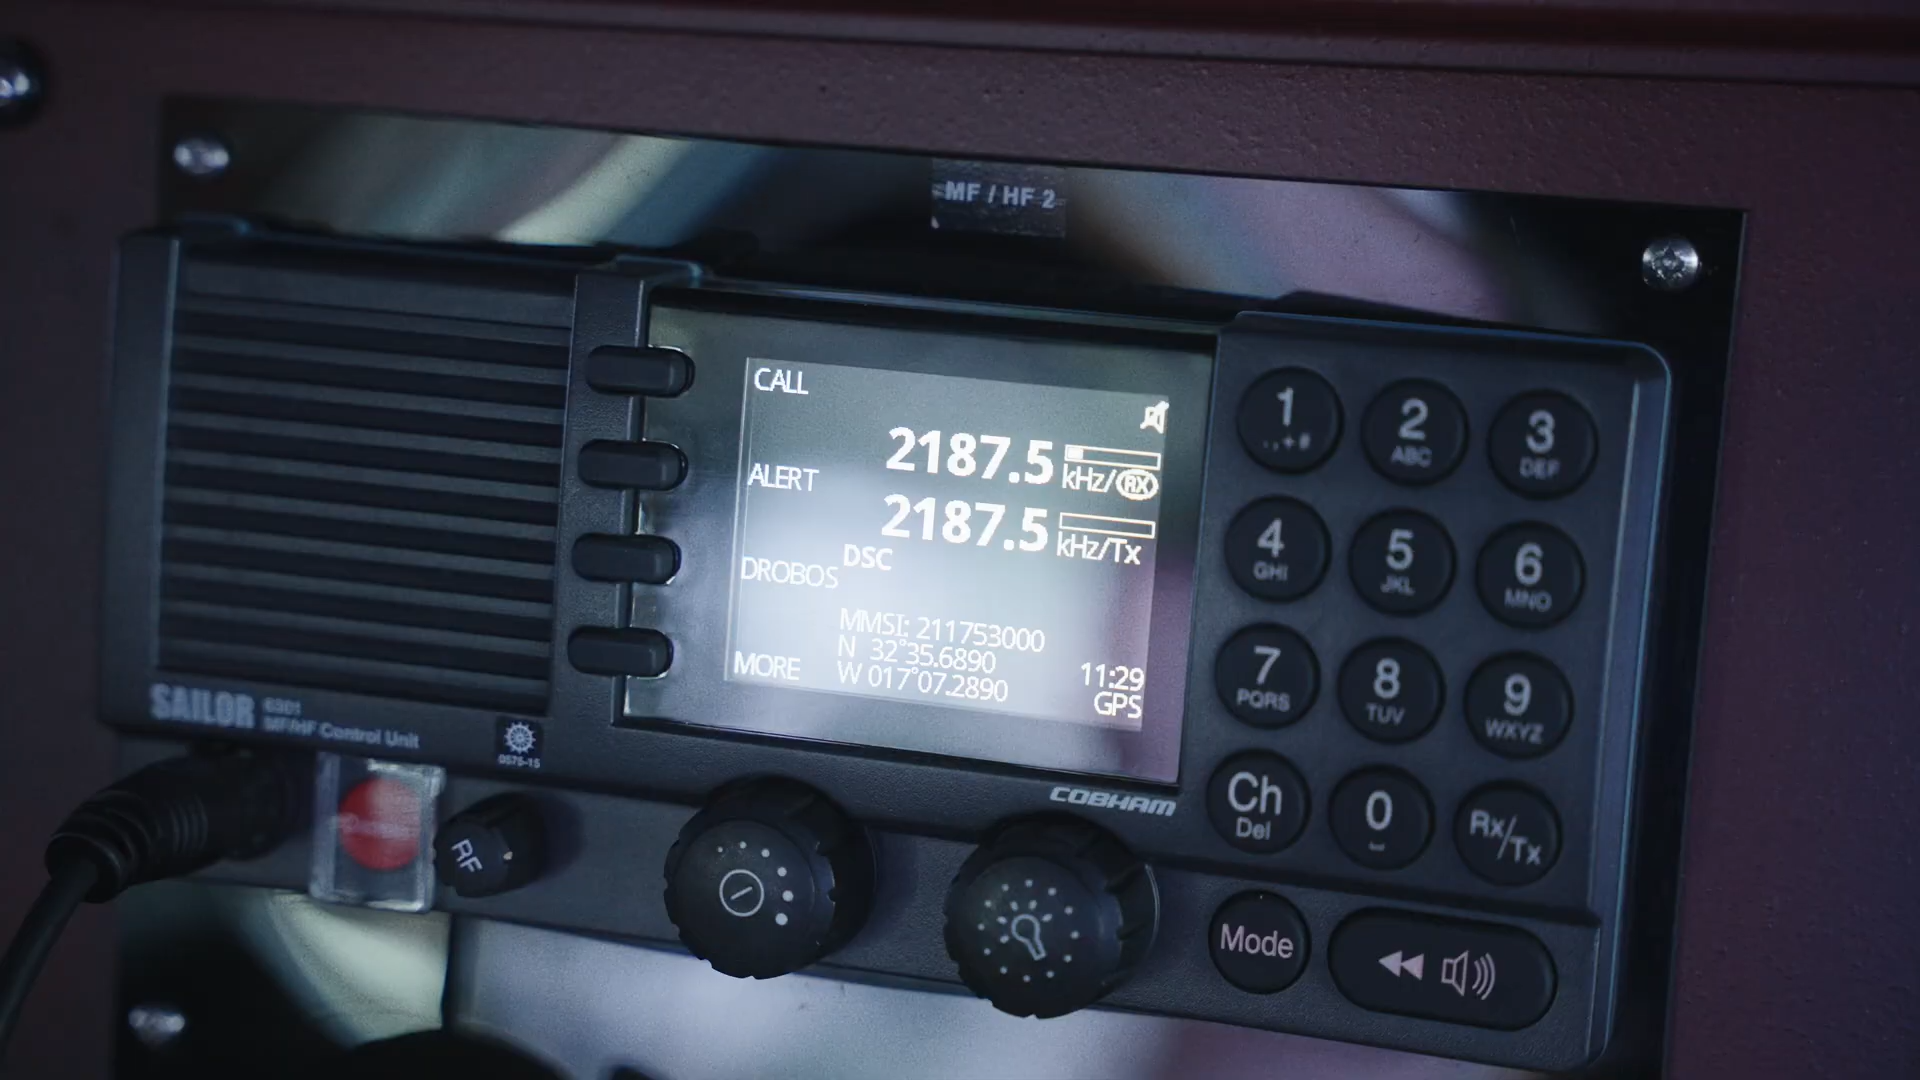 MF / HF 2
CALL
2187.5 kHz/RX
ALERT
2187.5 kHz/Tx
DSC
DROBOS
MMSI: 211753000
N 32°35.6890
W 017°07.2890
MORE
11:29
GPS
SAILOR 6301
MF/HF Control Unit
0575-15
COBHAM
RF
1 2 3
.,+# ABC DEF
4 5 6
GHI JKL MNO
7 8 9
PQRS TUV WXYZ
Ch 0 Rx/Tx
Del
Mode